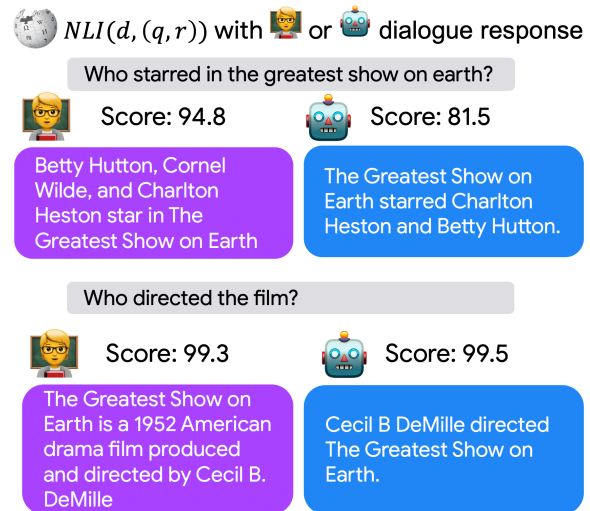 NLI(d, (q, r)) with or dialogue response
Who starred in the greatest show on earth?
Score: 94.8
Score: 81.5
Betty Hutton, Cornel
Wilde, and Charlton
Heston star in The
Greatest Show on Earth
The Greatest Show on
Earth starred Charlton
Heston and Betty Hutton.
Who directed the film?
Score: 99.3
Score: 99.5
The Greatest Show on
Earth is a 1952 American
drama film produced
and directed by Cecil B.
DeMille
Cecil B DeMille directed
The Greatest Show on
Earth.